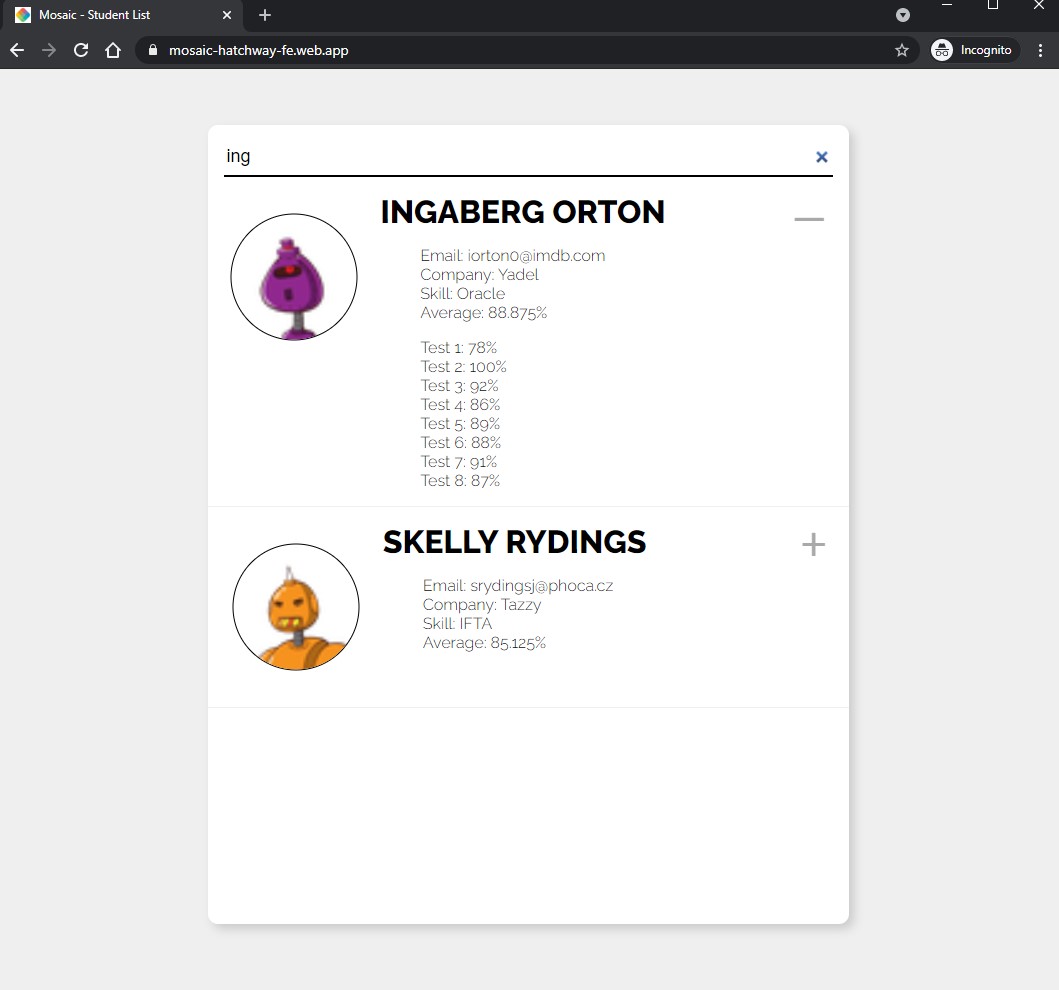 Mosaic - Student List
mosaic-hatchway-fe.web.app
Incognito
ing
INGABERG ORTON
Email: iorton0@imdb.com
Company: Yadel
Skill: Oracle
Average: 88.875%
Test 1: 78%
Test 2: 100%
Test 3: 92%
Test 4: 86%
Test 5: 89%
Test 6: 88%
Test 7: 91%
Test 8: 87%
SKELLY RYDINGS
Email: srydingsj@phoca.cz
Company: Tazzy
Skill: IFTA
Average: 85.125%